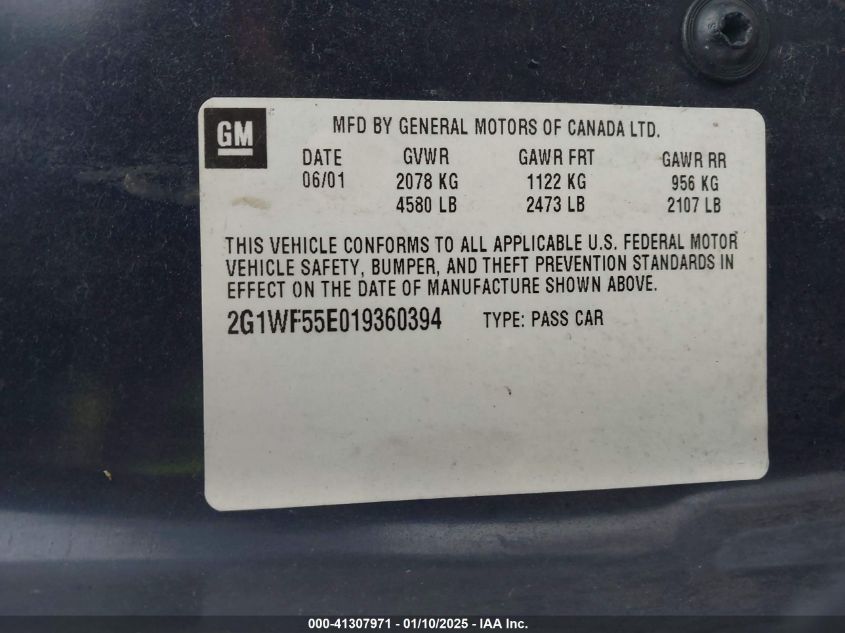 GM
MFD BY GENERAL MOTORS OF CANADA LTD.
DATE GVWR GAWR FRT GAWR RR
06/01 2078 KG 1122 KG 956 KG
4580 LB 2473 LB 2107 LB
THIS VEHICLE CONFORMS TO ALL APPLICABLE U.S. FEDERAL MOTOR
VEHICLE SAFETY, BUMPER, AND THEFT PREVENTION STANDARDS IN
EFFECT ON THE DATE OF MANUFACTURE SHOWN ABOVE.
2G1WF55E019360394 TYPE: PASS CAR
000-41307971 - 01/10/2025 - IAA Inc.